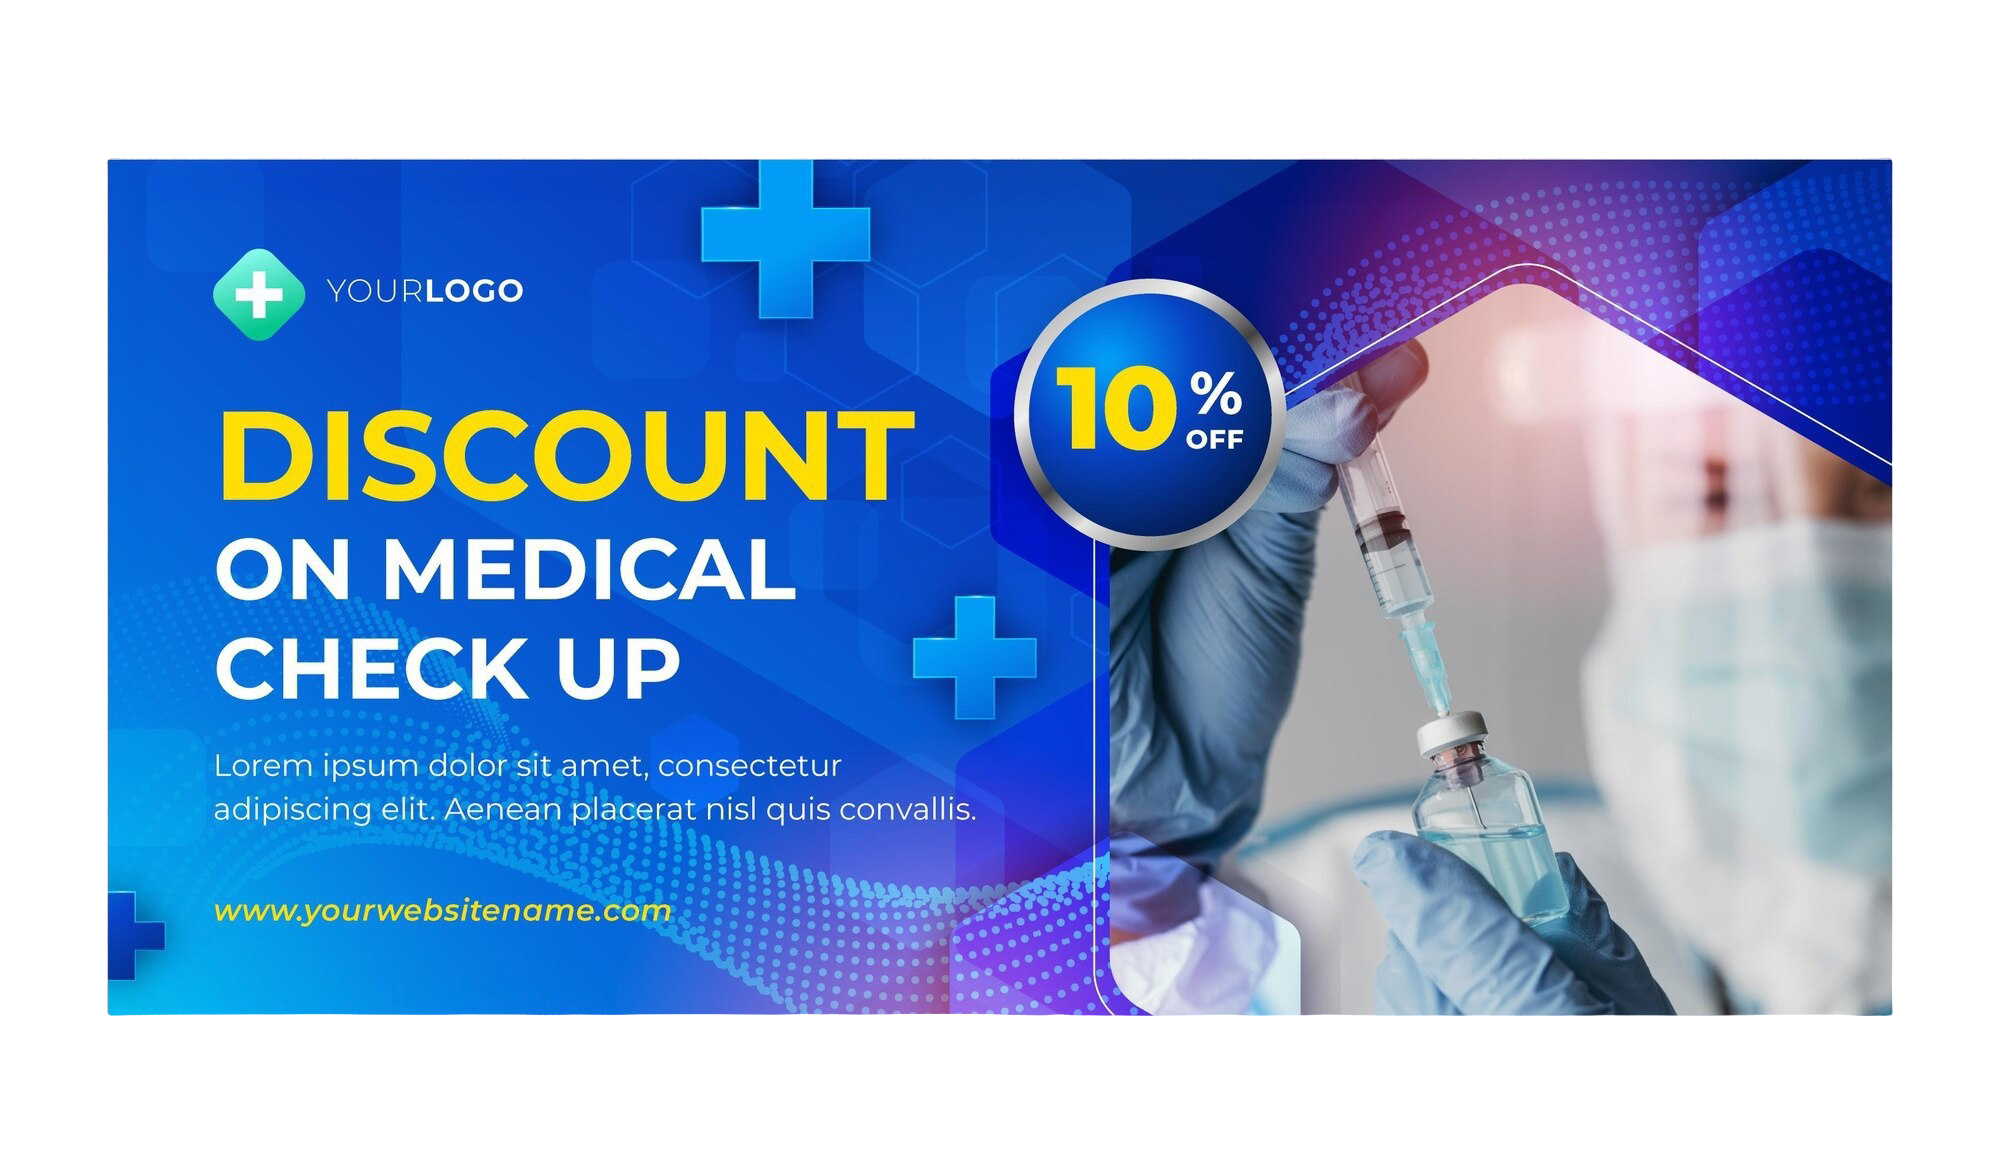 YOURLOGO
DISCOUNT
ON MEDICAL
CHECK UP
Lorem ipsum dolor sit amet, consectetur
adipiscing elit. Aenean placerat nisl quis convallis.
www.yourwebsitename.com
10%
OFF